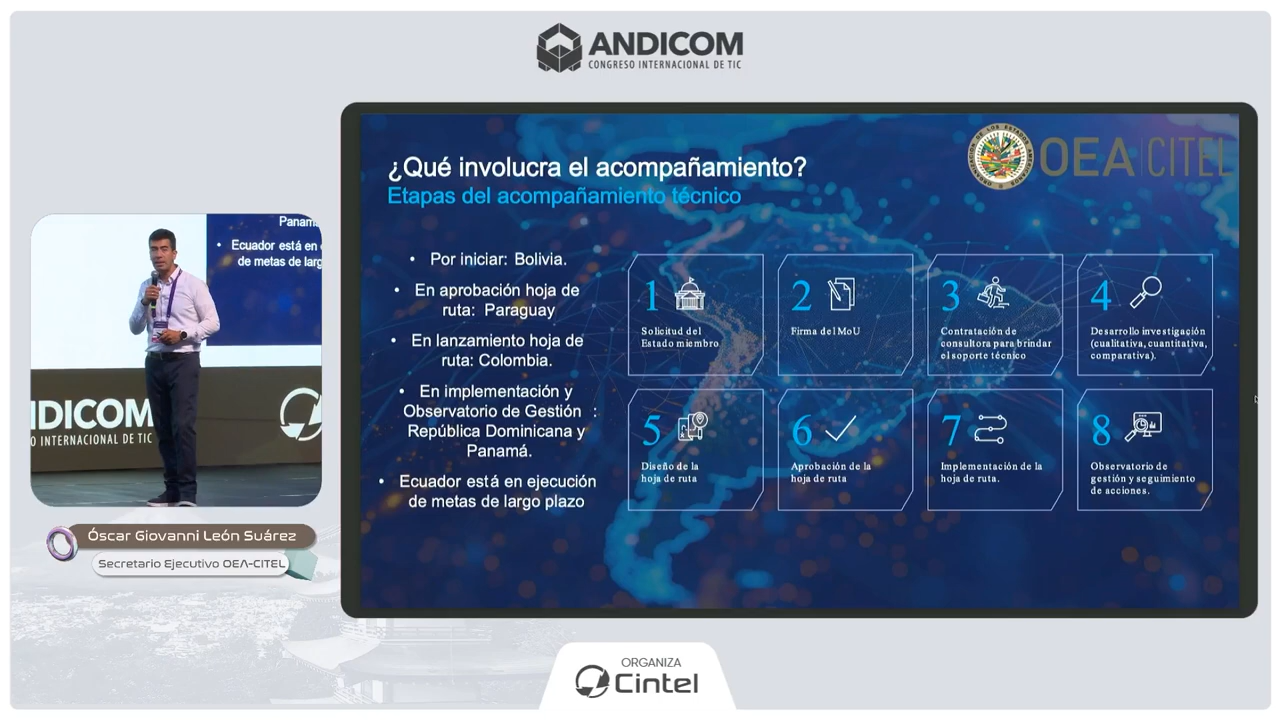 ANDICOM
CONGRESO INTERNACIONAL DE TIC
¿Qué involucra el acompañamiento?
Etapas del acompañamiento técnico
OEA CITEL
• Por iniciar: Bolivia.
• En aprobación hoja de
ruta: Paraguay
• En lanzamiento hoja de
ruta: Colombia.
• En implementación y
Observatorio de Gestión :
República Dominicana y
Panamá.
• Ecuador está en ejecución
de metas de largo plazo
1
Solicitud del
Estado miembro
2
Firma del MoU
3
Contratación de
consultora para brindar
el soporte técnico
4
Desarrollo investigación
(cualitativa, cuantitativa,
comparativa).
5
Diseño de la
hoja de ruta
6
Aprobación de la
hoja de ruta
7
Implementación de la
hoja de ruta.
8
Observatorio de
gestión y seguimiento
de acciones.
Panam
• Ecuador está en
de metas de larg
NDICOM
O INTERNACIONAL DE TIC
Óscar Giovanni León Suárez
Secretario Ejecutivo OEA-CITEL
ORGANIZA
Cintel